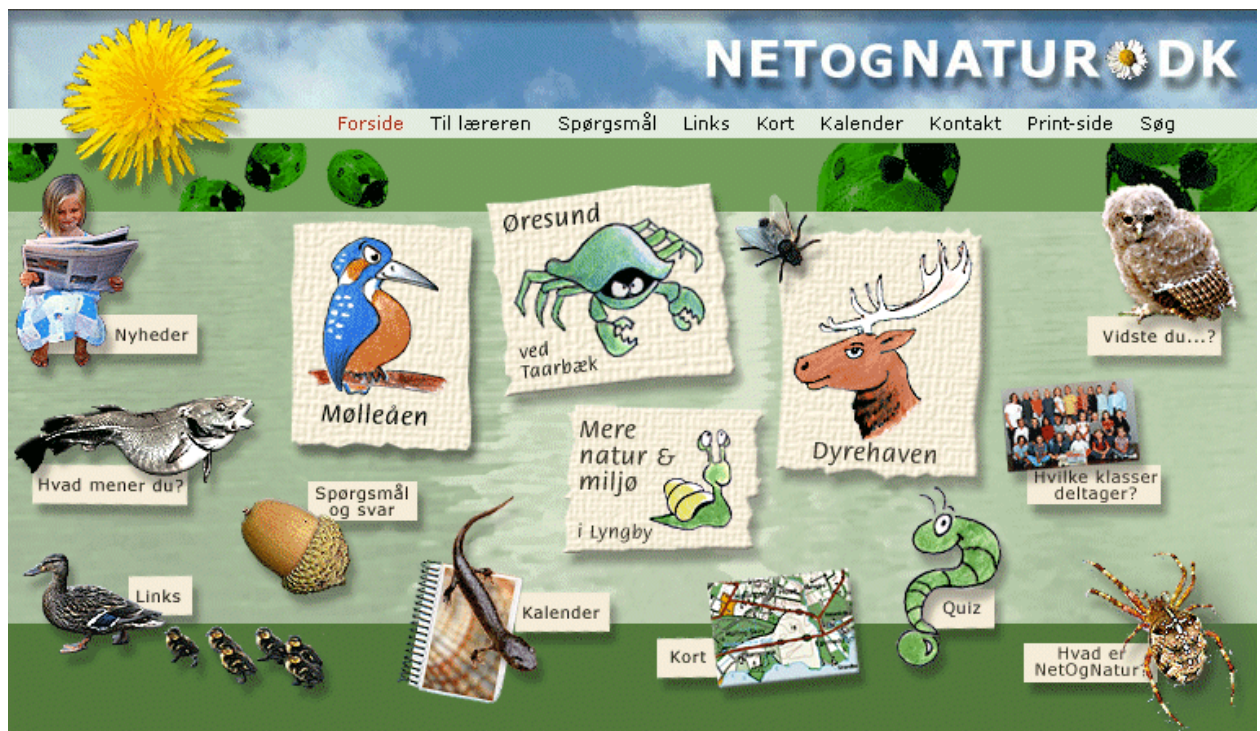 NETOGNATUR DK
Forside Til læreren Spørgsmål Links Kort Kalender Kontakt Print-side Søg
Nyheder
Mølleåen
Øresund
ved
Taarbæk
Dyrehaven
Vidste du...?
Hvad mener du?
Spørgsmål
og svar
Mere
natur &
miljø
i Lyngby
Hvilke klasser
deltager?
Links
Kalender
Kort
Quiz
Hvad er
NetOgNatur?